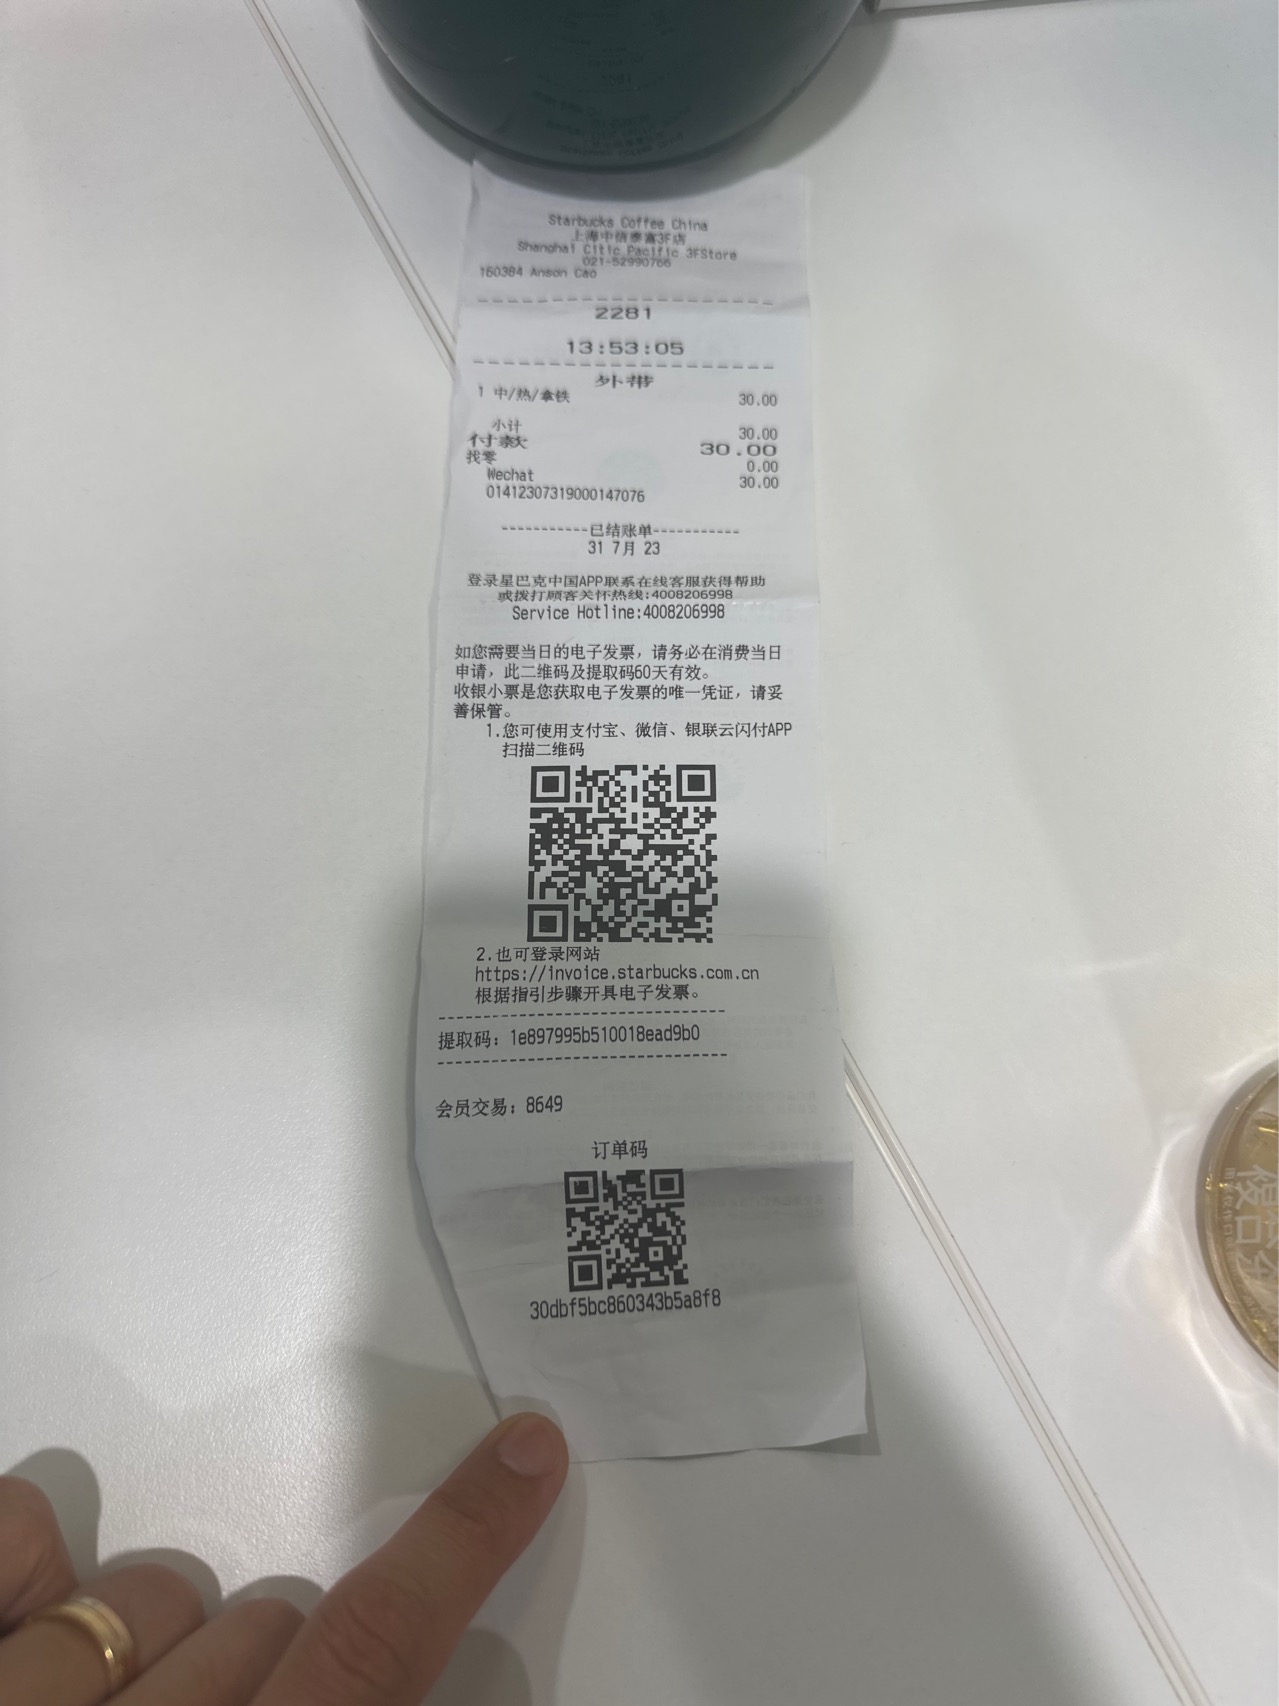 Starbucks Coffee China
上海中信泰富3F店
Shanghai Citic Pacific 3FStore
021-52990766
160384 Anson Cao
2281
13:53:05
外带
1 中/热/拿铁 30.00
小计 30.00
付款 30.00
找零 0.00
Wechat 30.00
01412307319000147076
-----------已结账单-----------
31 7月 23
登录星巴克中国APP联系在线客服获得帮助
或拨打顾客关怀热线:4008206998
Service Hotline:4008206998
如您需要当日的电子发票，请务必在消费当日
申请，此二维码及提取码60天有效。
收银小票是您获取电子发票的唯一凭证，请妥
善保管。
1.您可使用支付宝、微信、银联云闪付APP
扫描二维码
2.也可登录网站
https://invoice.starbucks.com.cn
根据指引步骤开具电子发票。
提取码：1e897995b510018ead9b0
会员交易：8649
订单码
30dbf5bc860343b5a8f8